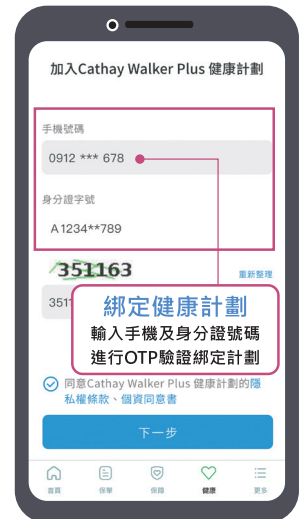 加入Cathay Walker Plus 健康計劃
手機號碼
0912 *** 678
身分證字號
A1234**789
351163
重新整理
3511
綁定健康計劃
輸入手機及身分證號碼
進行OTP驗證綁定計劃
同意Cathay Walker Plus 健康計劃的隱
私權條款、個資同意書
下一步
首頁 保單 保障 健康 更多